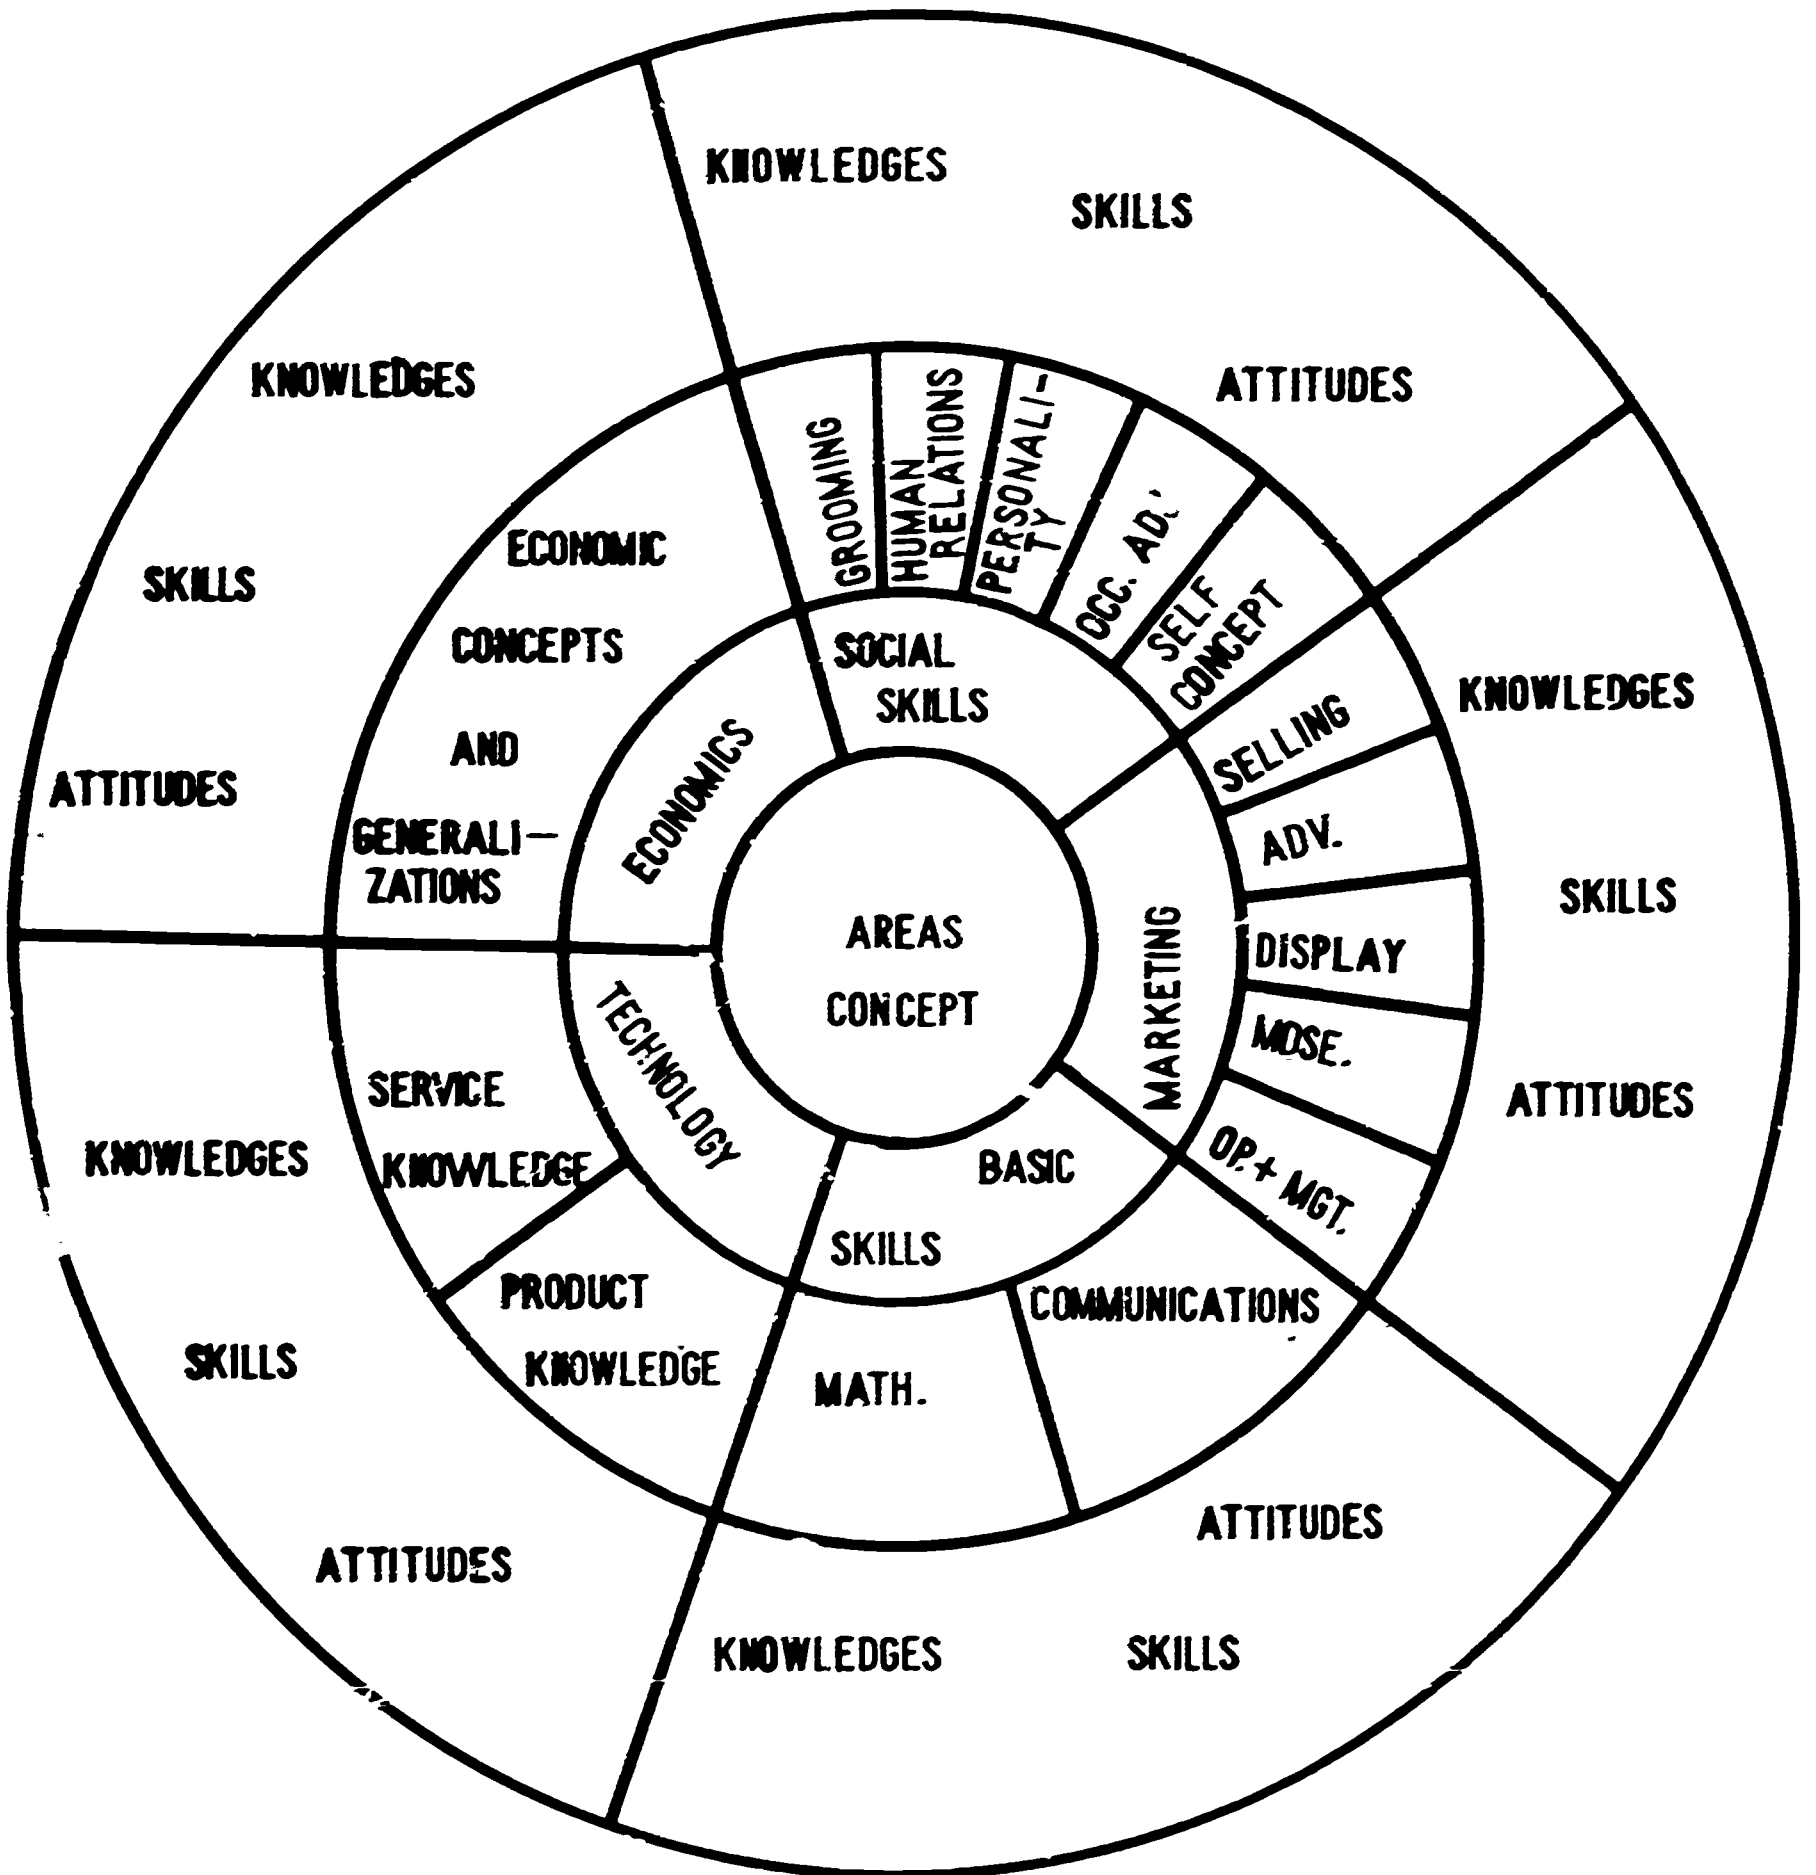 AREAS
CONCEPT
SOCIAL
SKILLS
MARKETING
BASIC
SKILLS
TECHNOLOGY
ECONOMICS
GROOMING
HUMAN
RELATIONS
PERSONALI-
TY
OCC. AD.
SELF
CONCEPT
SELLING
ADV.
DISPLAY
MDSE.
OP. + MGT.
COMMUNICATIONS
MATH.
PRODUCT
KNOWLEDGE
SERVICE
KNOWLEDGE
ECONOMIC
CONCEPTS
AND
GENERALI-
ZATIONS
KNOWLEDGES
SKILLS
ATTITUDES
KNOWLEDGES
SKILLS
ATTITUDES
ATTITUDES
SKILLS
KNOWLEDGES
KNOWLEDGES
SKILLS
ATTITUDES
KNOWLEDGES
SKILLS
ATTITUDES